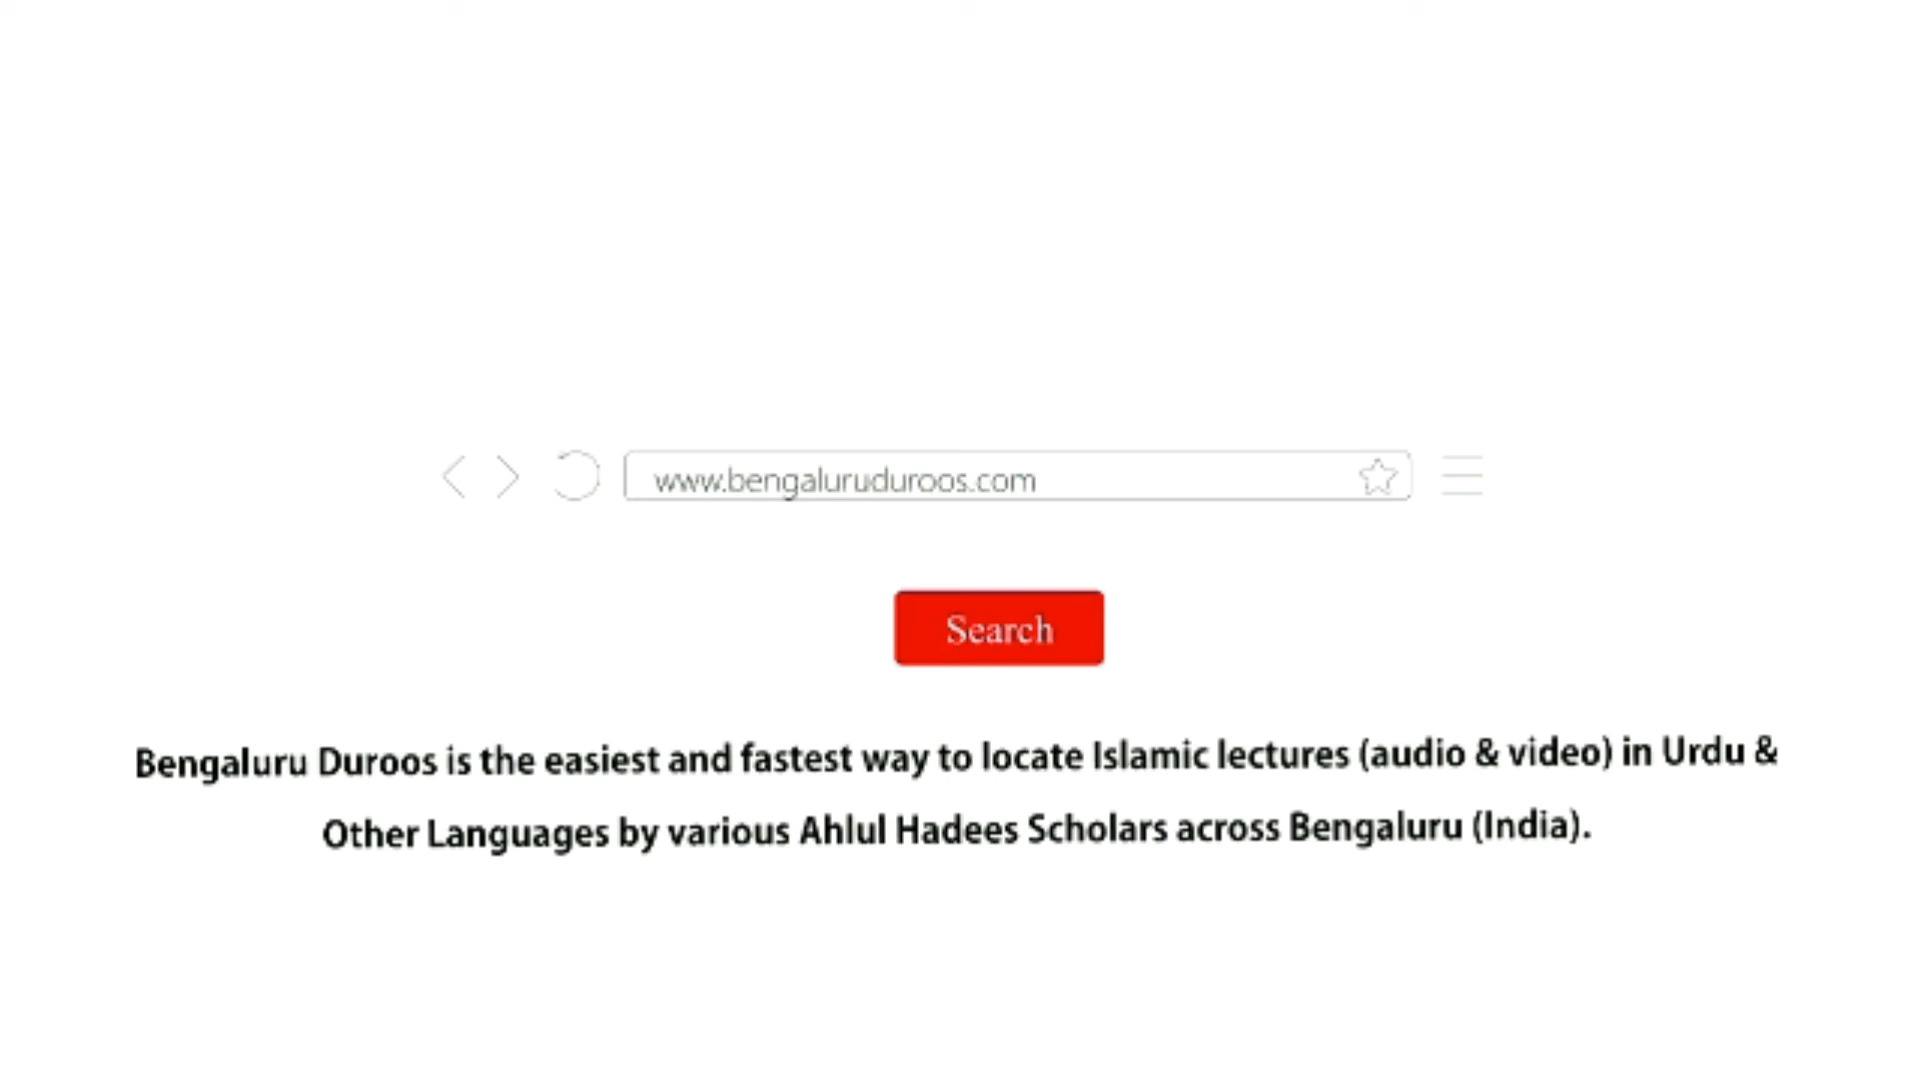 www.bengaluruduroos.com
Search
Bengaluru Duroos is the easiest and fastest way to locate Islamic lectures (audio & video) in Urdu &
Other Languages by various Ahlul Hadees Scholars across Bengaluru (India).